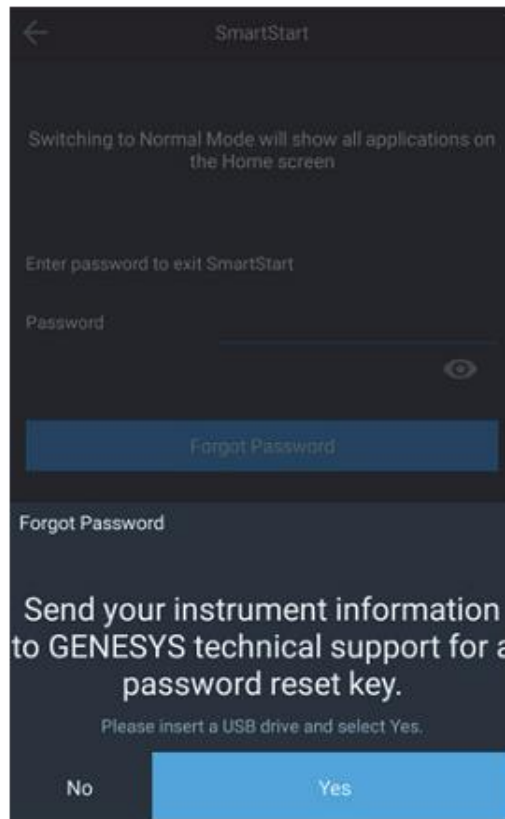 SmartStart
Switching to Normal Mode will show all applications on
the Home screen
Enter password to exit SmartStart
Password
Forgot Password
Forgot Password
Send your instrument information
to GENESYS technical support for a
password reset key.
Please insert a USB drive and select Yes.
No
Yes